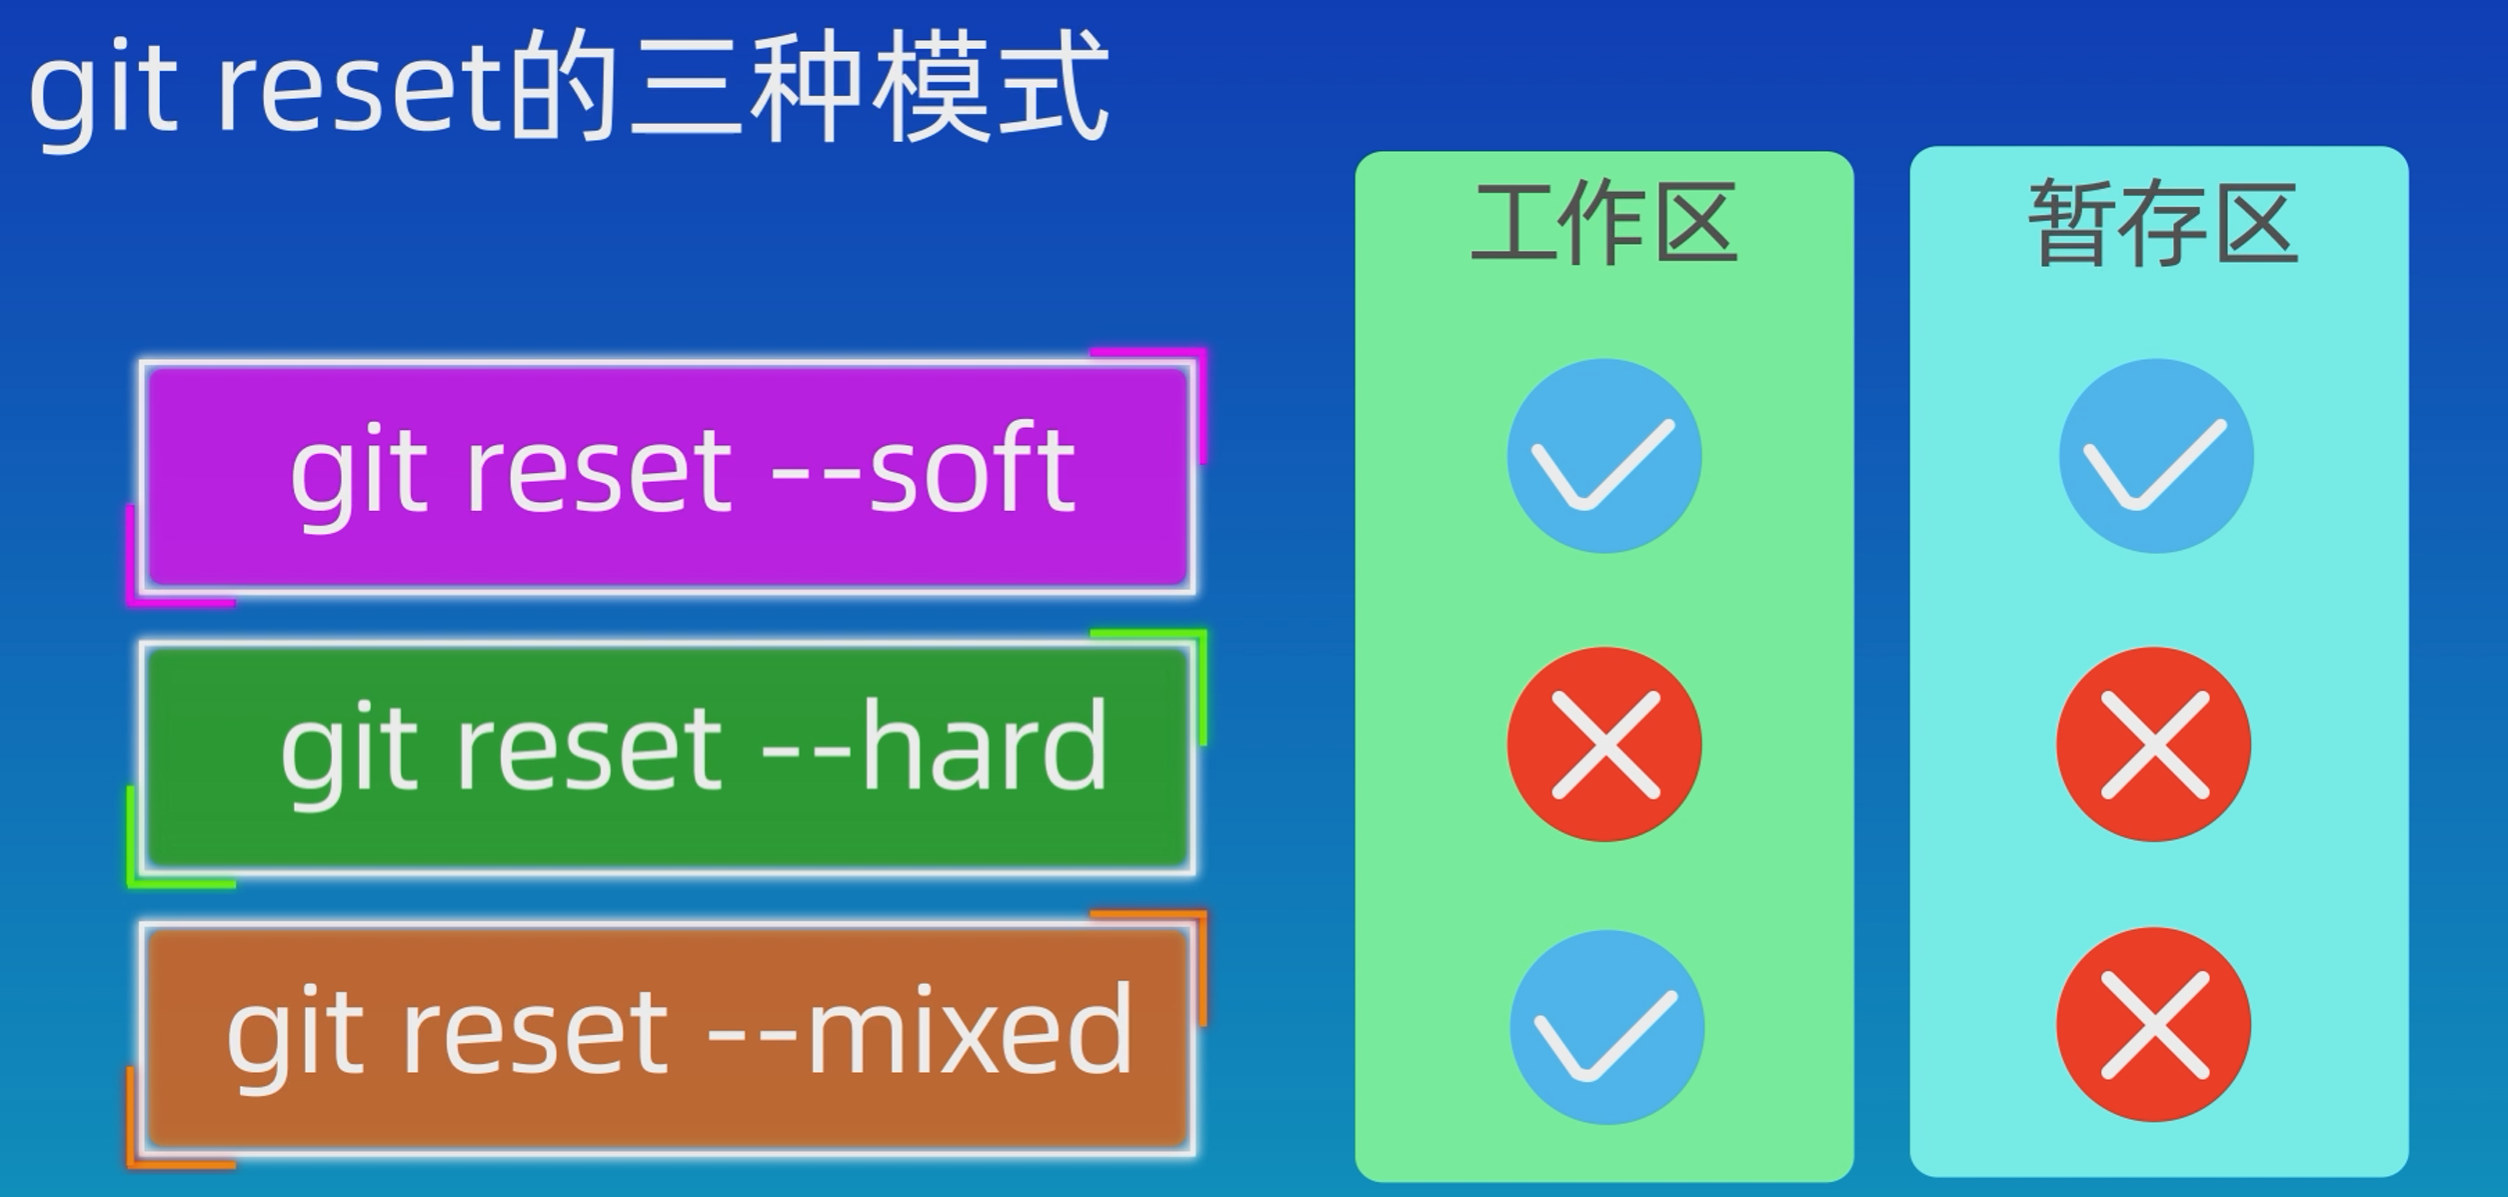 git reset的三种模式
工作区
暂存区
git reset --soft
git reset --hard
git reset --mixed